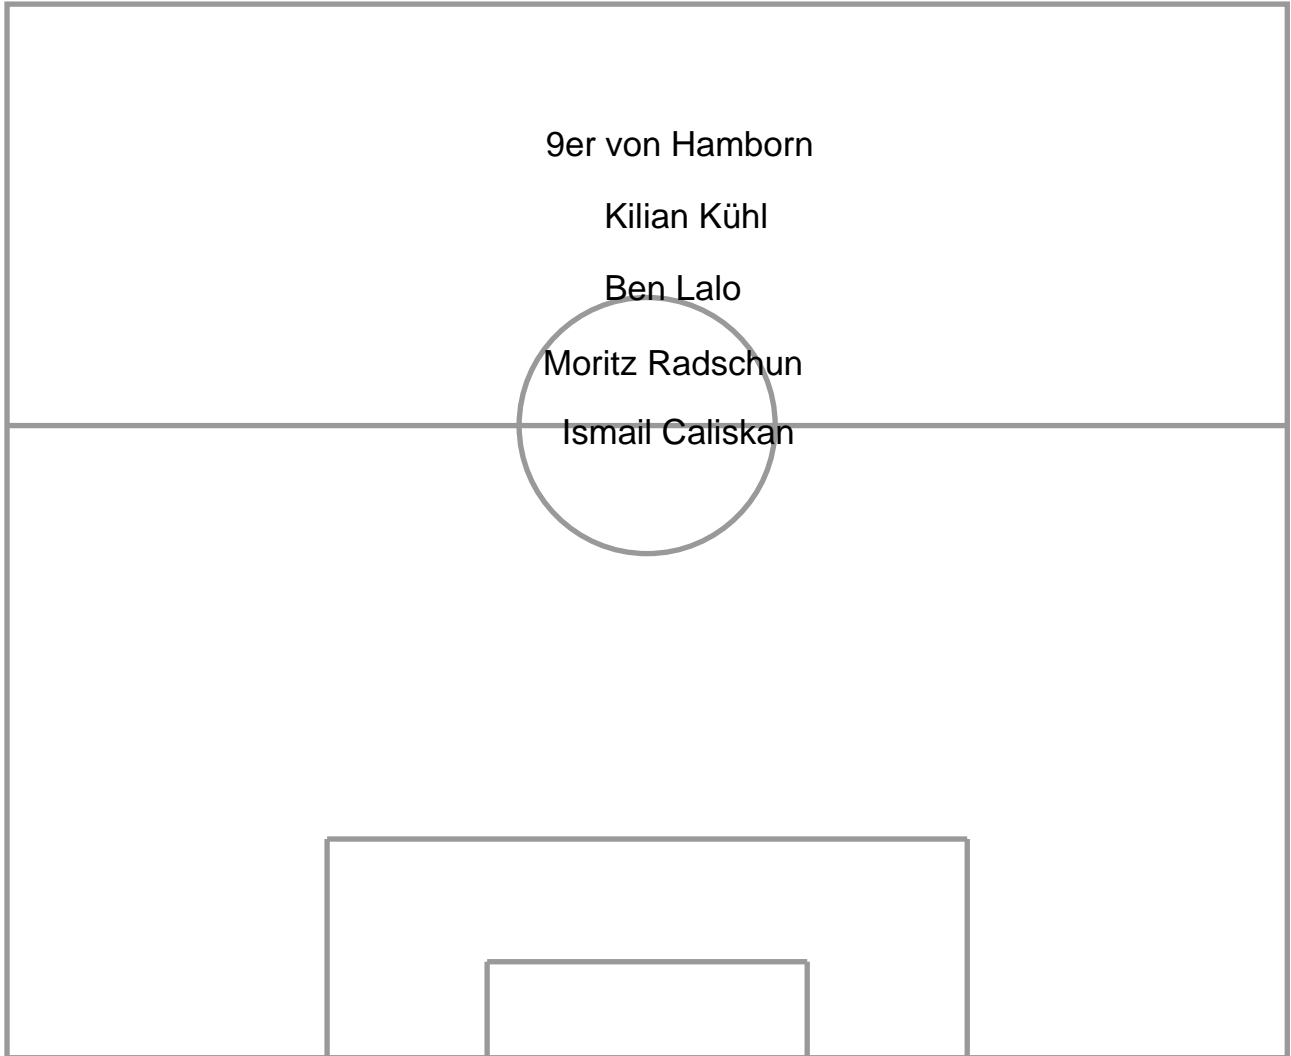 9er von Hamborn
Kilian Kühl
Ben Lalo
Moritz Radschun
Ismail Caliskan